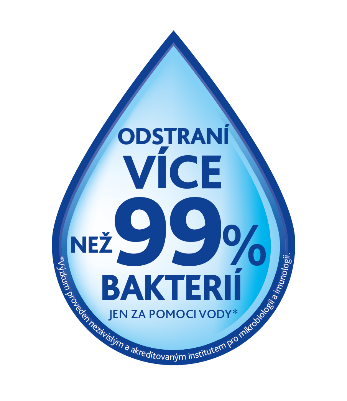 ODSTRANÍ
VÍCE
NEŽ 99%
BAKTERIÍ
JEN ZA POMOCI VODY*
*Výzkum proveden nezávislým a akreditovaným institutem pro mikrobiologii a imunologii.